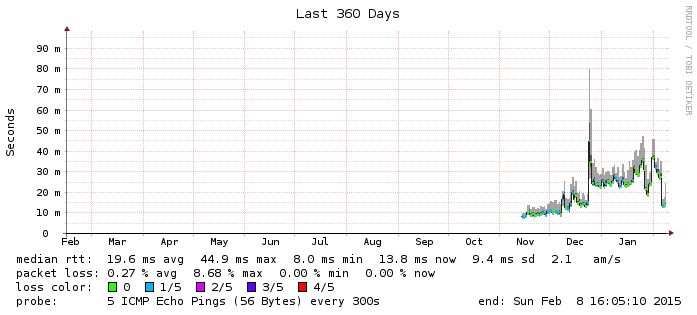 Last 360 Days
RRDTOOL / TOBI OETIKER
Seconds
90 m
80 m
70 m
60 m
50 m
40 m
30 m
20 m
10 m
0
Feb Mar Apr May Jun Jul Aug Sep Oct Nov Dec Jan
median rtt: 19.6 ms avg 44.9 ms max 8.0 ms min 13.8 ms now 9.4 ms sd 2.1 am/s
packet loss: 0.27 % avg 8.68 % max 0.00 % min 0.00 % now
loss color: 0 1/5 2/5 3/5 4/5
probe: 5 ICMP Echo Pings (56 Bytes) every 300s end: Sun Feb 8 16:05:10 2015